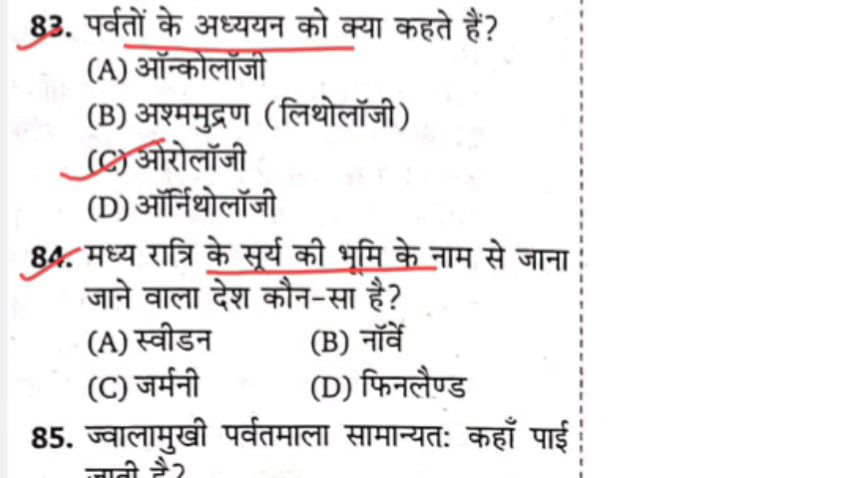 83. पर्वतों के अध्ययन को क्या कहते हैं?
(A) ऑन्कोलॉजी
(B) अश्ममुद्रण (लिथोलॉजी)
(C) ओरोलॉजी
(D) ऑर्निथोलॉजी
84. मध्य रात्रि के सूर्य की भूमि के नाम से जाना
जाने वाला देश कौन-सा है?
(A) स्वीडन (B) नॉर्वे
(C) जर्मनी (D) फिनलैण्ड
85. ज्वालामुखी पर्वतमाला सामान्यत: कहाँ पाई
जाती है?